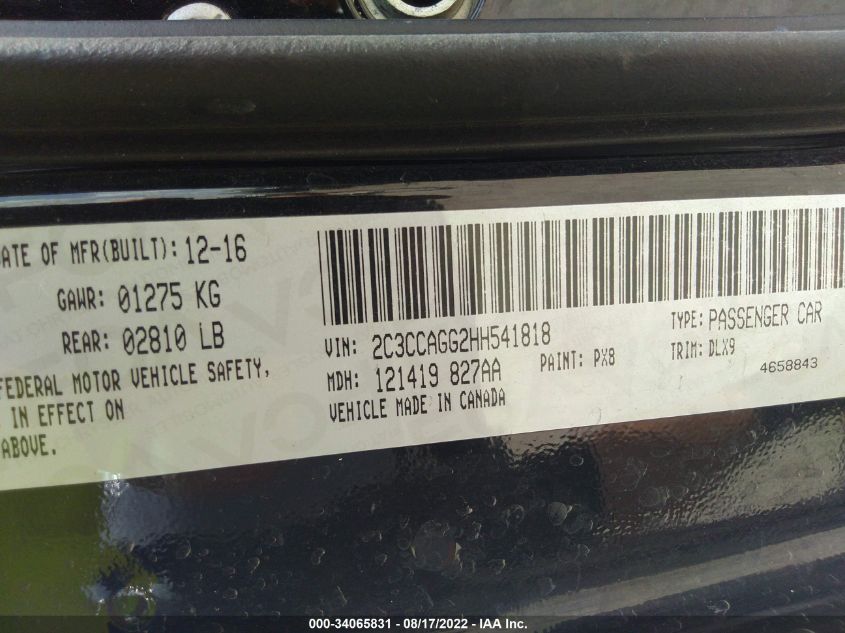 ATE OF MFR(BUILT): 12-16
GAWR: 01275 KG
REAR: 02810 LB
FEDERAL MOTOR VEHICLE SAFETY,
IN EFFECT ON
ABOVE.
VIN: 2C3CCAGG2HH541818
TYPE: PASSENGER CAR
MDH: 121419 827AA
PAINT: PX8
TRIM: DLX9
VEHICLE MADE IN CANADA
4658843
000-34065831 - 08/17/2022 - IAA Inc.